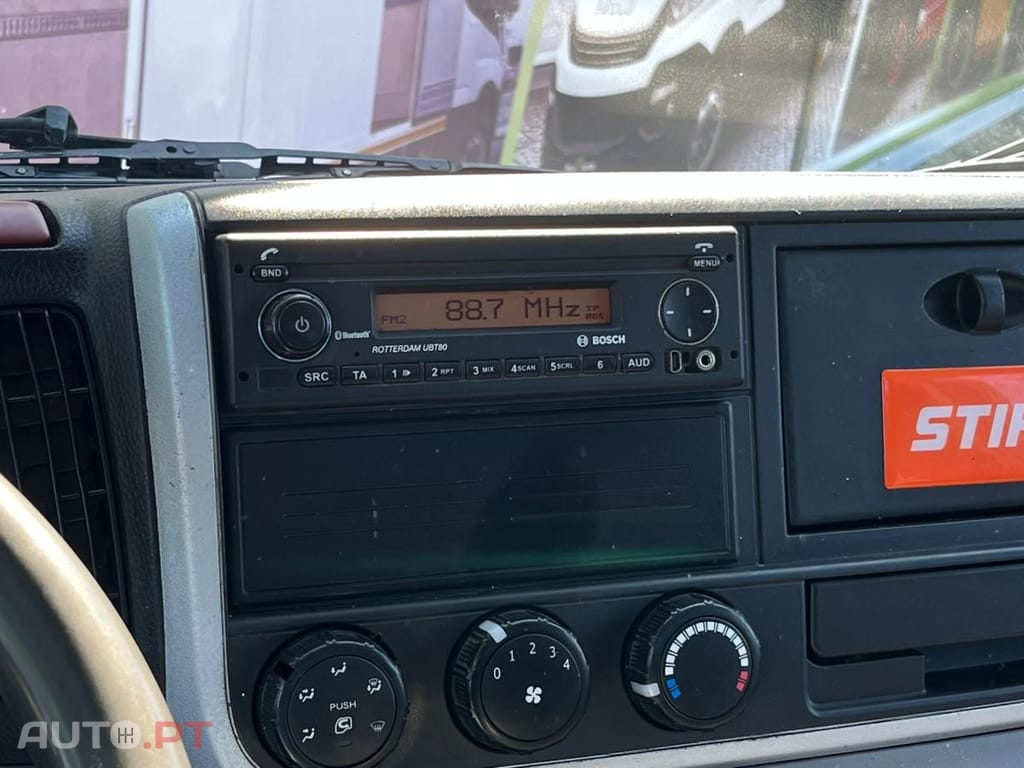 BND
MENU
FM2 88.7 MHz TP
RDS
Bluetooth
BOSCH
ROTTERDAM UBT80
SRC TA 1 2 RPT 3 MIX 4 SCAN 5 SCRL 6 AUD
STI
0 1 2 3 4
PUSH
AUTO.PT